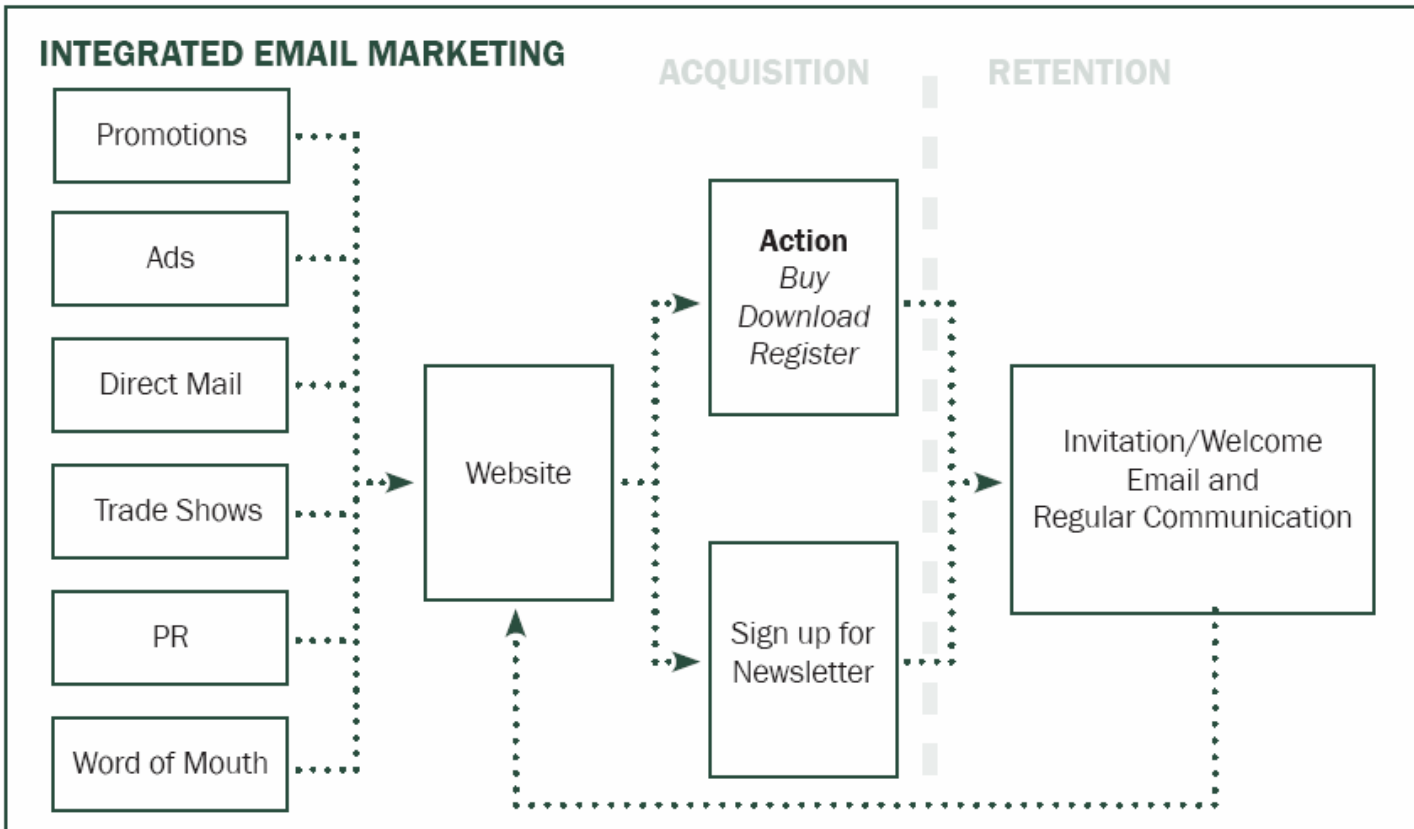 INTEGRATED EMAIL MARKETING
ACQUISITION
RETENTION
Promotions
Ads
Direct Mail
Trade Shows
PR
Word of Mouth
Website
Action
Buy
Download
Register
Sign up for
Newsletter
Invitation/Welcome
Email and
Regular Communication